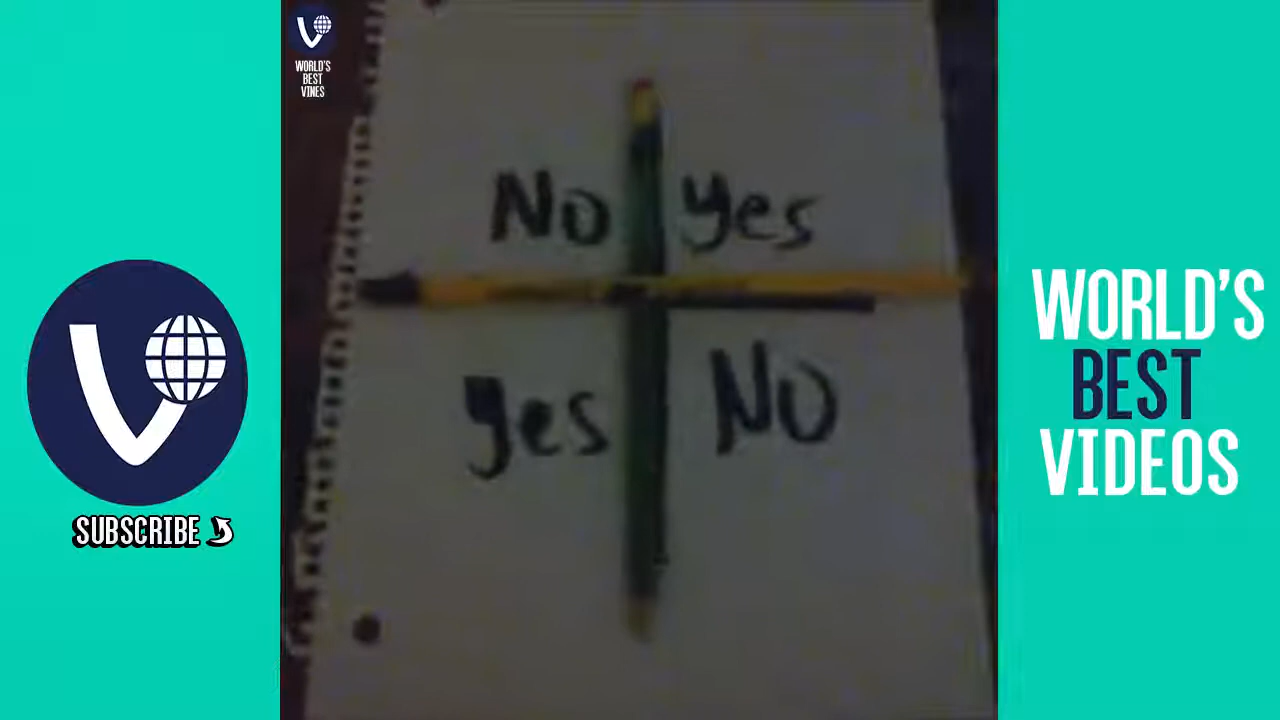 WORLD'S
BEST
VINES
No yes
yes No
SUBSCRIBE
WORLD'S
BEST
VIDEOS